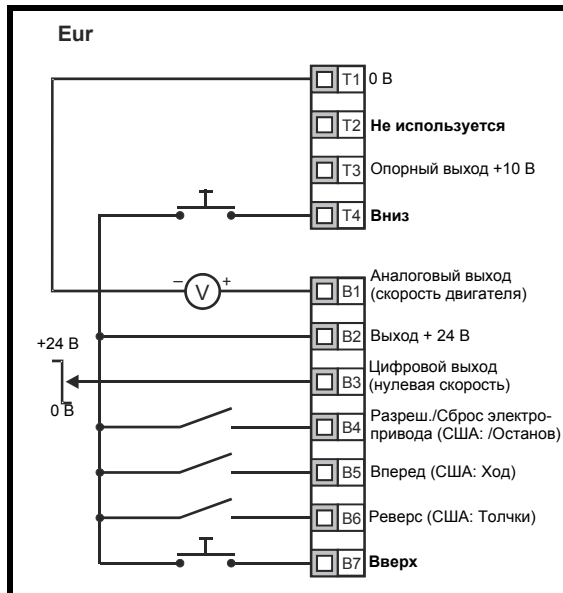 Eur
T1 0 В
T2 Не используется
T3 Опорный выход +10 В
T4 Вниз
– V +
B1 Аналоговый выход
(скорость двигателя)
B2 Выход + 24 В
+24 В
0 В
B3 Цифровой выход
(нулевая скорость)
B4 Разреш./Сброс электро-
привода (США: /Останов)
B5 Вперед (США: Ход)
B6 Реверс (США: Толчки)
B7 Вверх